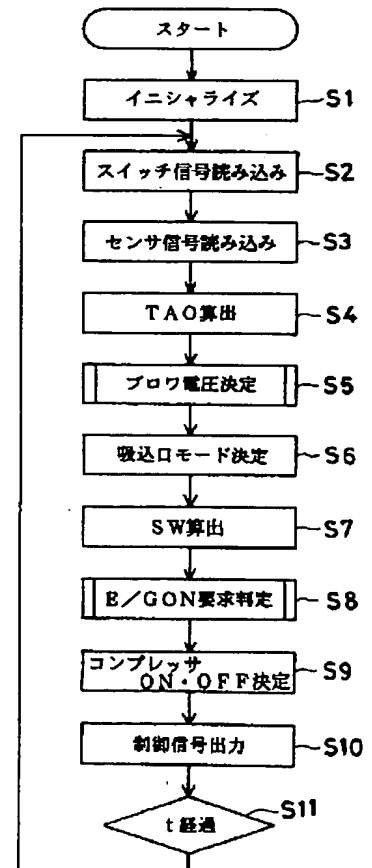 スタート
イニシャライズ S1
スイッチ信号読み込み S2
センサ信号読み込み S3
TAO算出 S4
ブロワ電圧決定 S5
吸込口モード決定 S6
SW算出 S7
E/GON要求判定 S8
コンプレッサ
ON・OFF決定 S9
制御信号出力 S10
t経過 S11